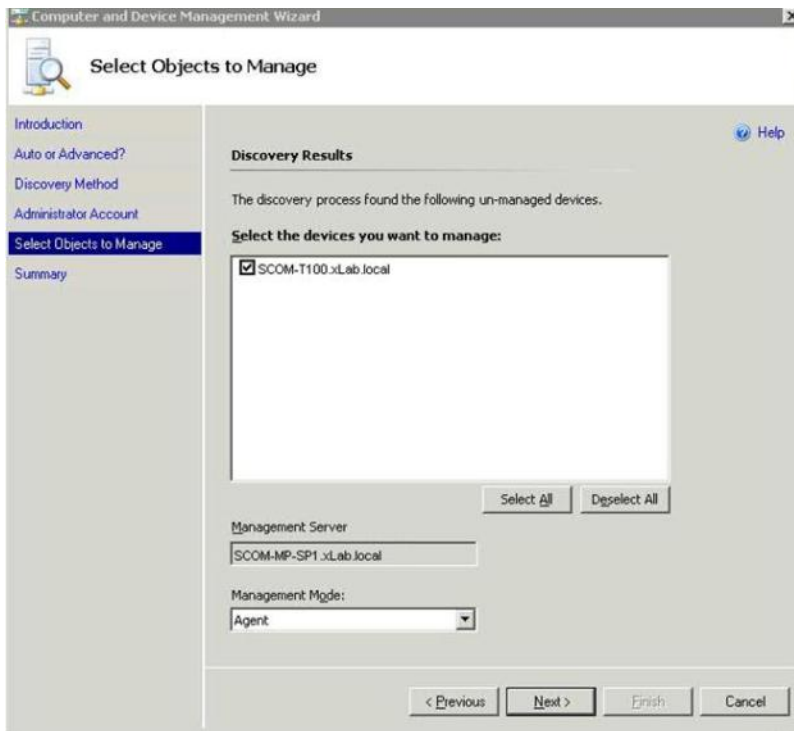 Computer and Device Management Wizard
Select Objects to Manage
Introduction
Auto or Advanced?
Discovery Method
Administrator Account
Select Objects to Manage
Summary
Help
Discovery Results
The discovery process found the following un-managed devices.
Select the devices you want to manage:
SCOM-T100.xLab.local
Select All
Deselect All
Management Server
SCOM-MP-SP1.xLab.local
Management Mode:
Agent
< Previous
Next >
Finish
Cancel